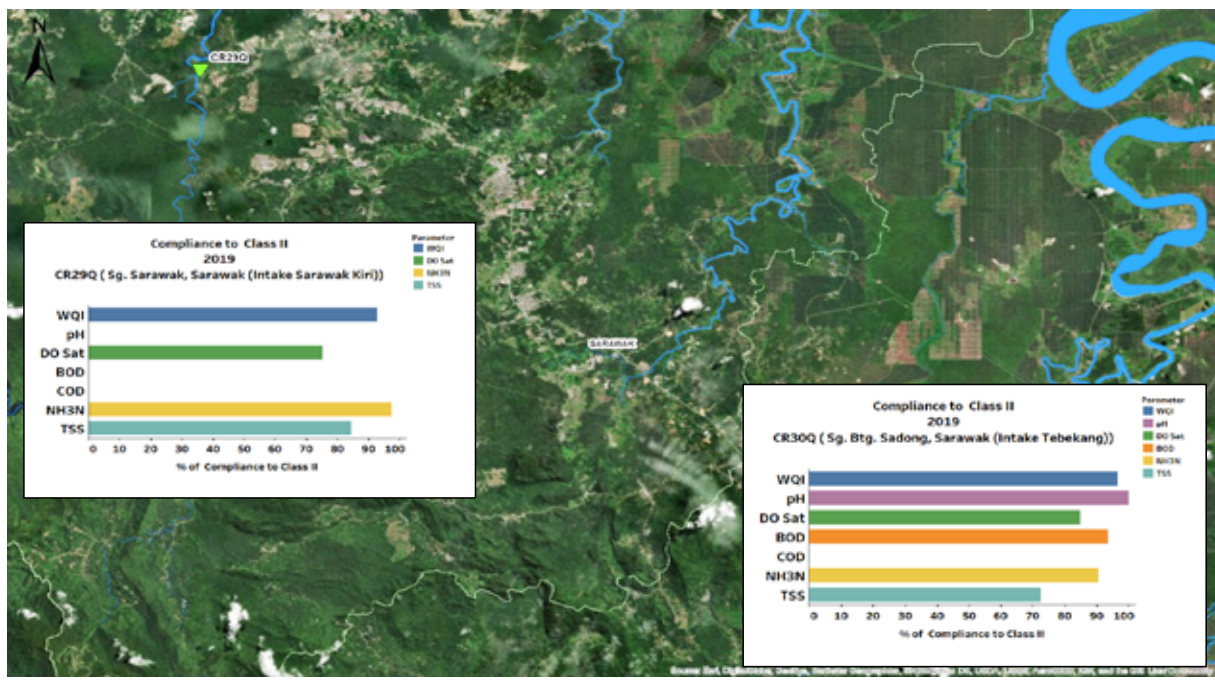 N
CR29Q
SARAWAK
Compliance to Class II
2019
CR29Q ( Sg. Sarawak, Sarawak (Intake Sarawak Kiri))
Parameter
WQI
DO Sat
NH3N
TSS
WQI
pH
DO Sat
BOD
COD
NH3N
TSS
0 10 20 30 40 50 60 70 80 90 100
% of Compliance to Class II
Compliance to Class II
2019
CR30Q ( Sg. Btg. Sadong, Sarawak (Intake Tebekang))
Parameter
WQI
pH
DO Sat
BOD
NH3N
TSS
WQI
pH
DO Sat
BOD
COD
NH3N
TSS
0 10 20 30 40 50 60 70 80 90 100
% of Compliance to Class II
Source: Esri,